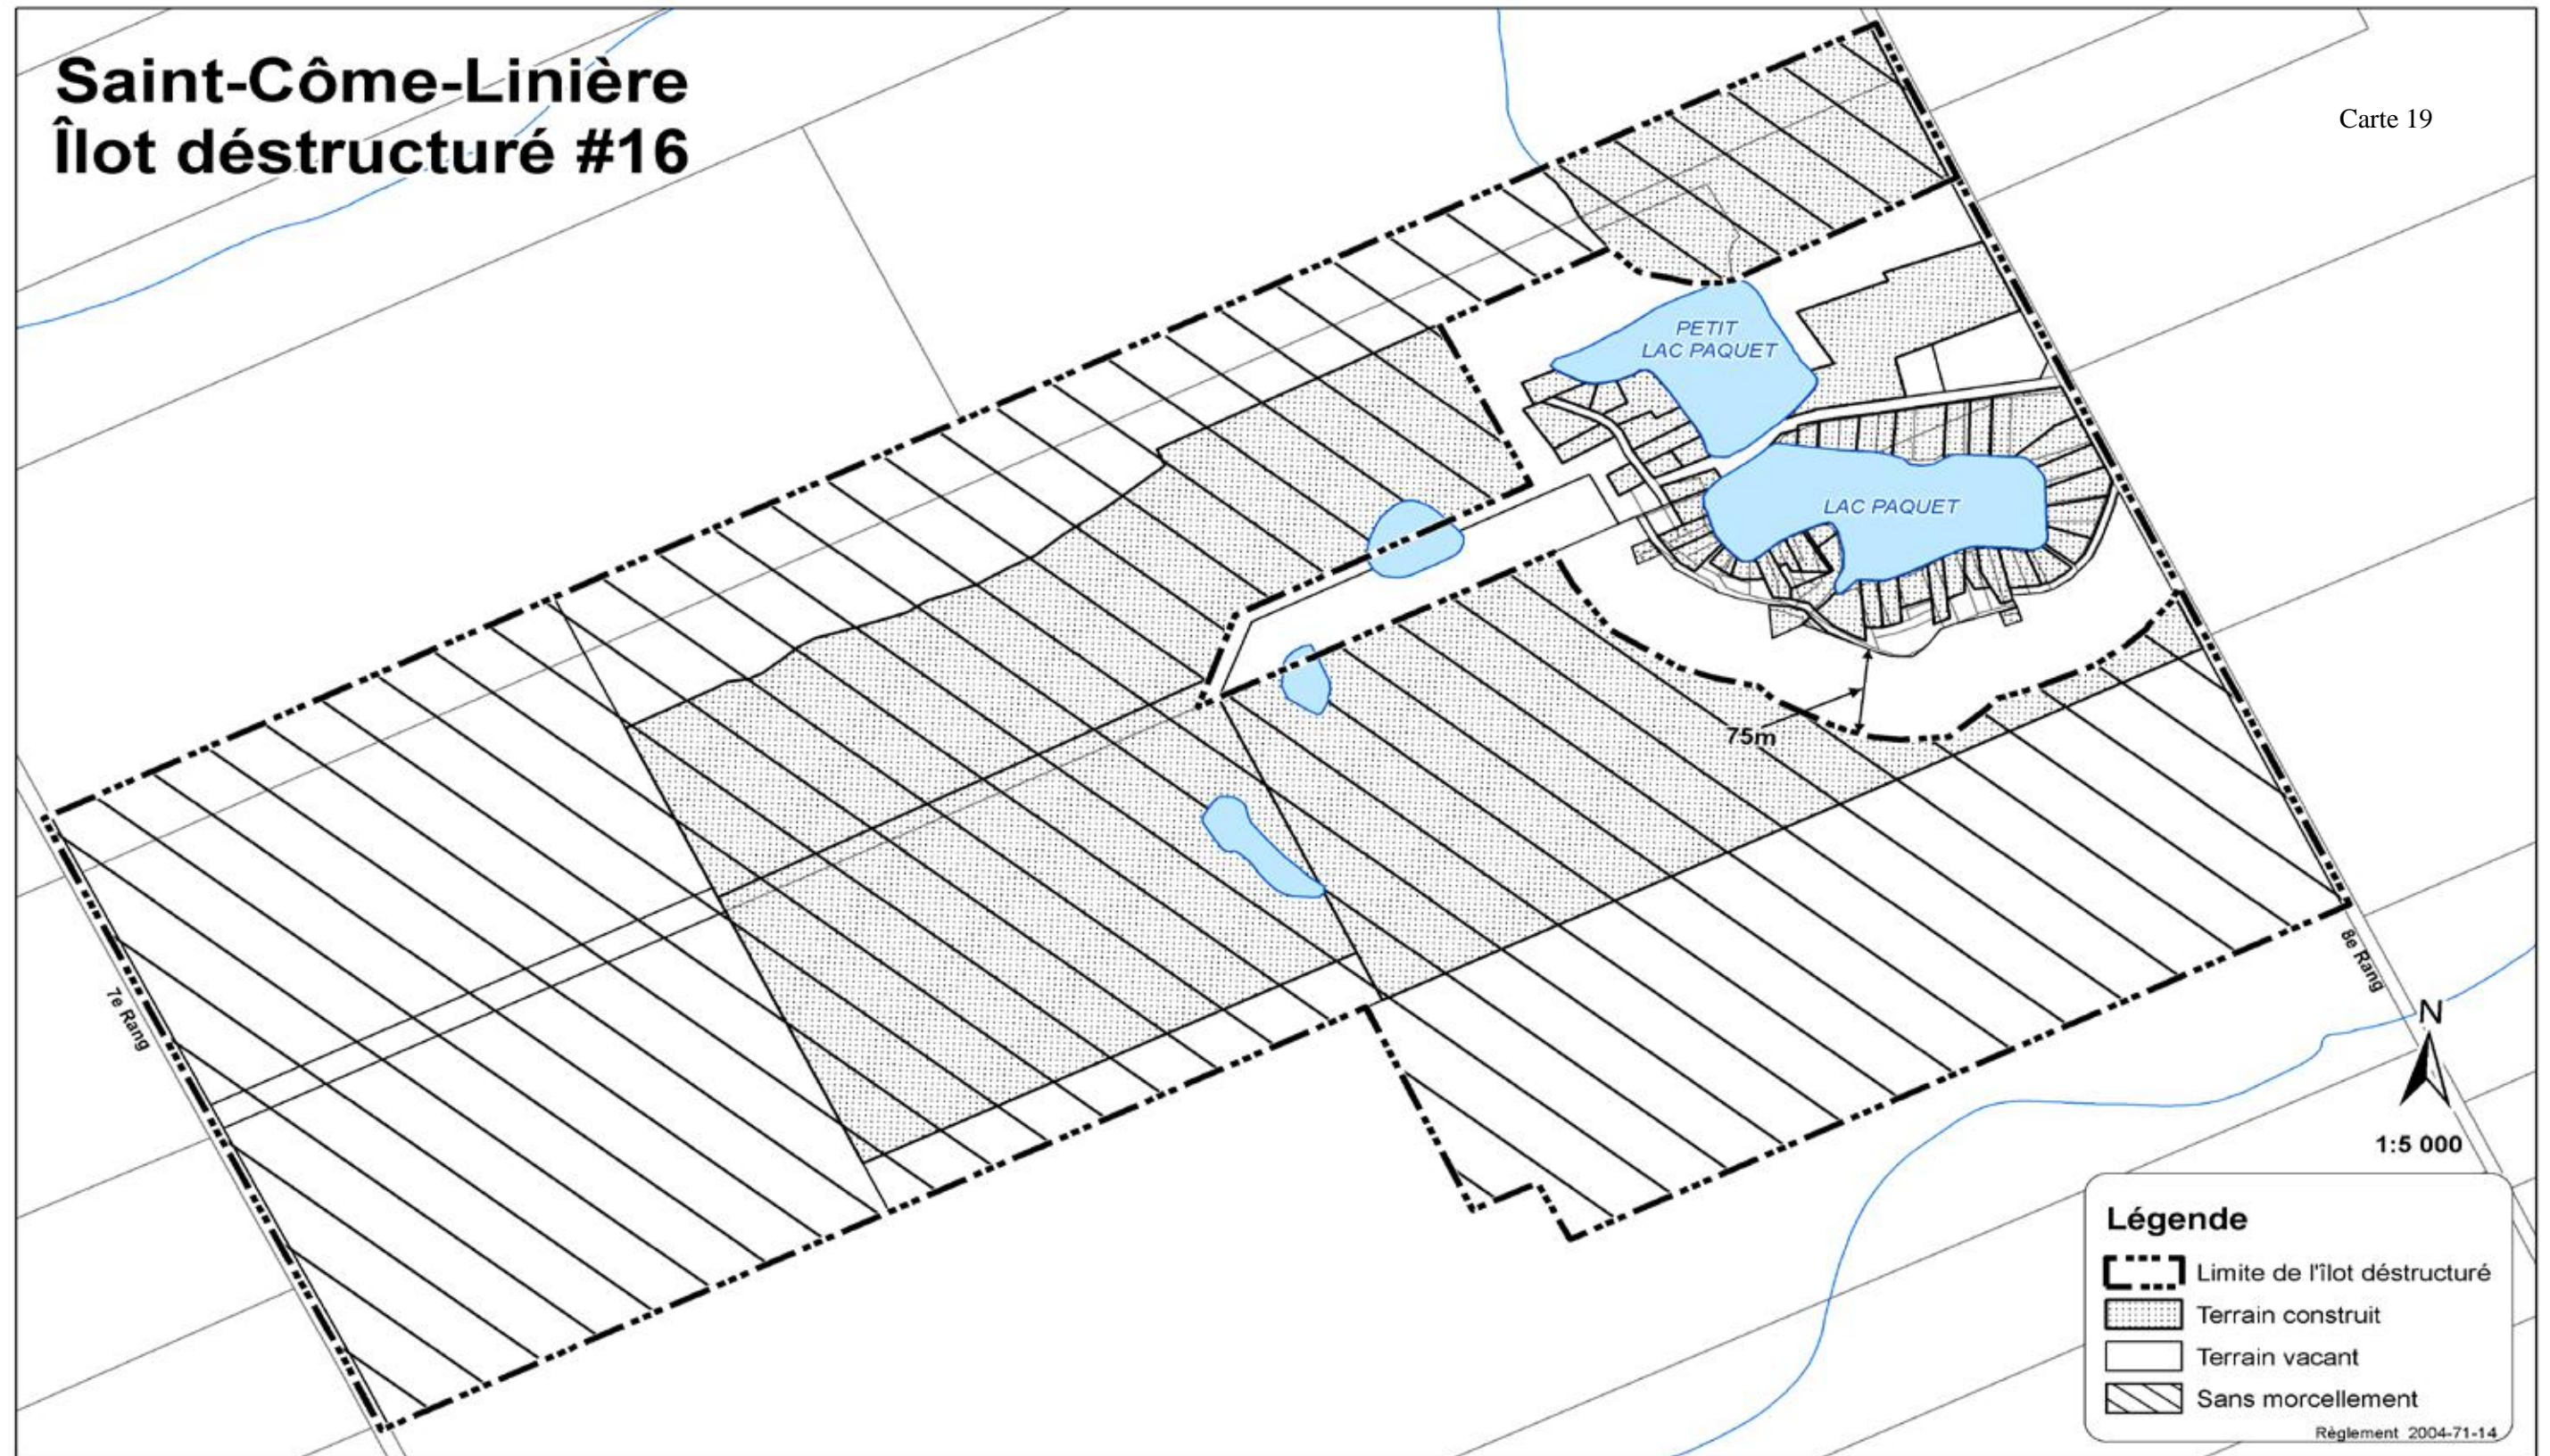 Saint-Côme-Linière
Îlot déstructuré #16
Carte 19
PETIT
LAC PAQUET
LAC PAQUET
75m
7e Rang
8e Rang
N
1:5 000
Légende
Limite de l'îlot déstructuré
Terrain construit
Terrain vacant
Sans morcellement
Règlement 2004-71-14